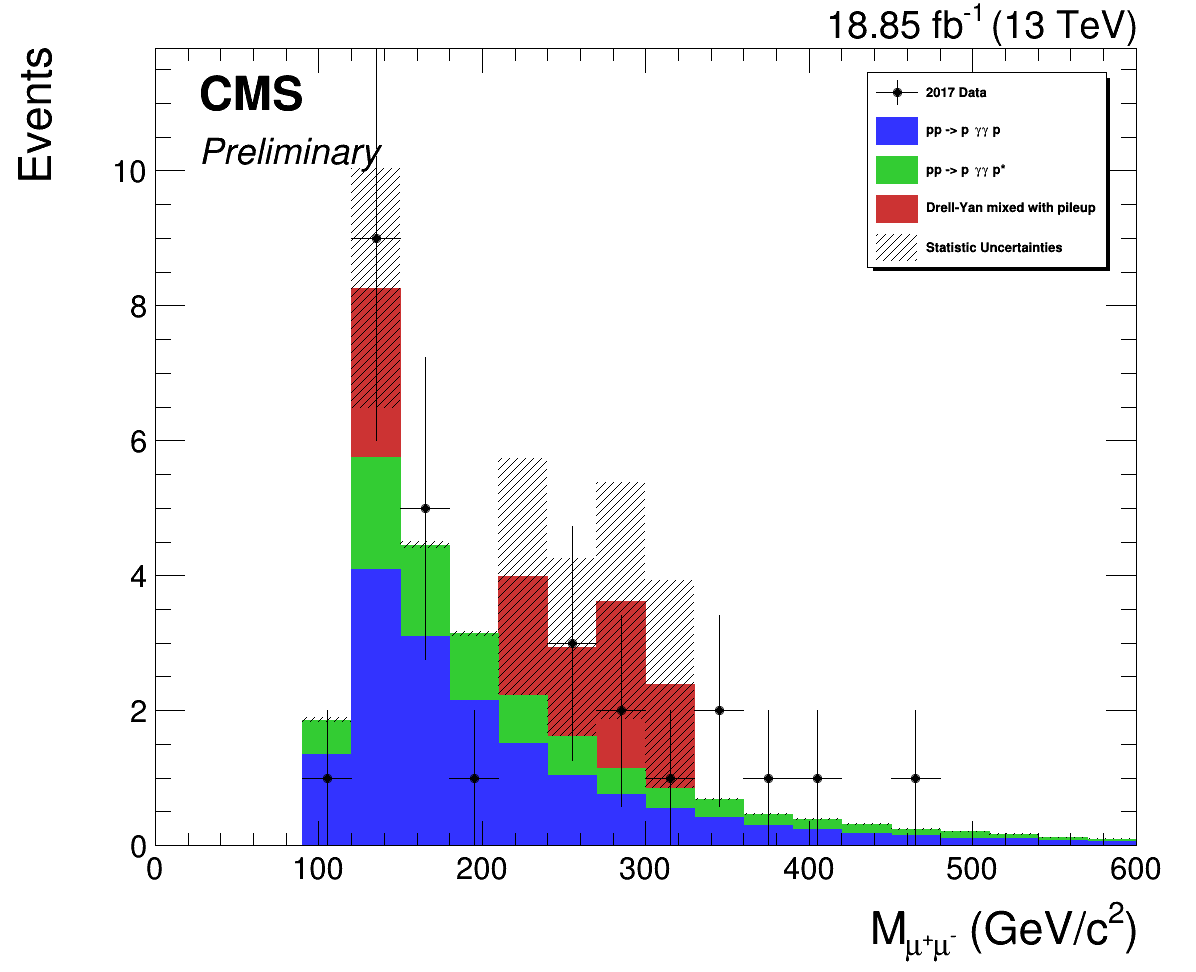 18.85 fb⁻¹ (13 TeV)
Events
CMS
Preliminary
2017 Data
pp -> p γγ p
pp -> p γγ p*
Drell-Yan mixed with pileup
Statistic Uncertainties
10
8
6
4
2
0
0 100 200 300 400 500 600
M_μ⁺μ⁻ (GeV/c²)